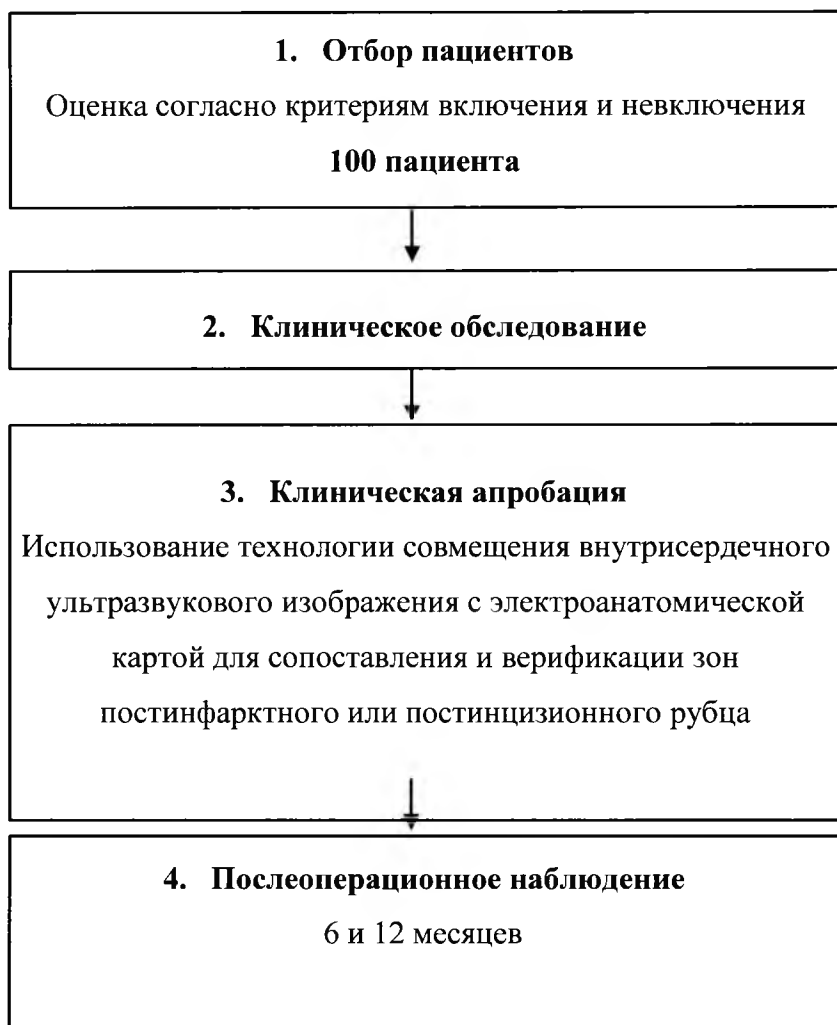 1. Отбор пациентов
Оценка согласно критериям включения и невключения
100 пациента
2. Клиническое обследование
3. Клиническая апробация
Использование технологии совмещения внутрисердечного
ультразвукового изображения с электроанатомической
картой для сопоставления и верификации зон
постинфарктного или постинцизионного рубца
4. Послеоперационное наблюдение
6 и 12 месяцев